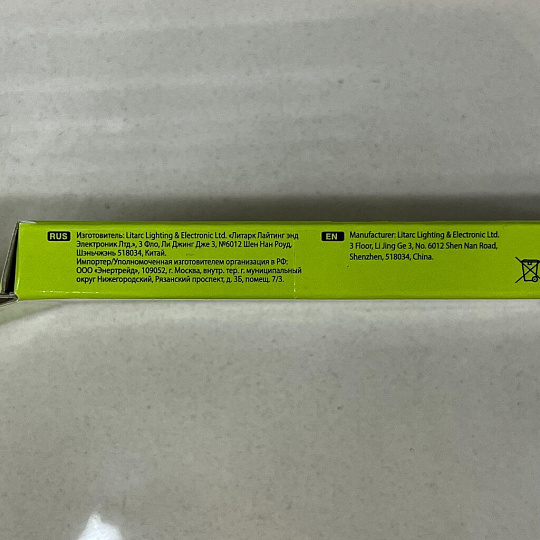 RUS Изготовитель: Litarc Lighting & Electronic Ltd. «Литарк Лайтинг энд
Электроник Лтд.», 3 Фло, Ли Джинг Дже 3, №6012 Шен Нан Роуд,
Шэньчжэнь 518034, Китай.
Импортер/Уполномоченная изготовителем организация в РФ:
ООО «Энертрейд», 109052, г. Москва, внутр. тер. г. муниципальный
округ Нижегородский, Рязанский проспект, д. 3Б, помещ. 7/3.
EN Manufacturer: Litarc Lighting & Electronic Ltd.
3 Floor, Li Jing Ge 3, No. 6012 Shen Nan Road,
Shenzhen, 518034, China.